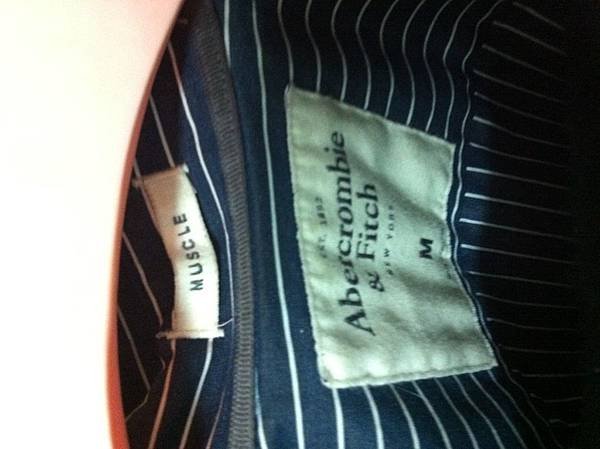 EST. 1892
Abercrombie
& Fitch
NEW YORK
M
MUSCLE